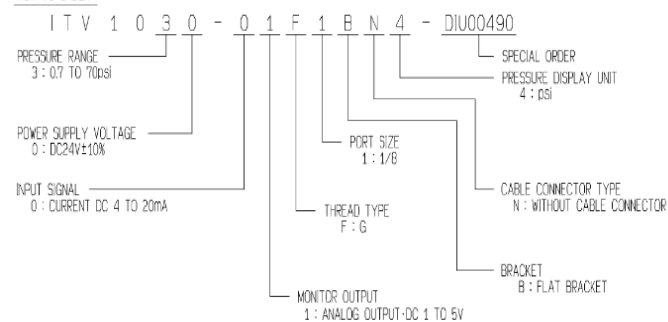 I T V 1 0 3 0 - 0 1 F 1 B N 4 - DIU00490
PRESSURE RANGE
3 : 0.7 TO 70psi
SPECIAL ORDER
PRESSURE DISPLAY UNIT
4 : psi
POWER SUPPLY VOLTAGE
0 : DC24V±10%
PORT SIZE
1 : 1/8
INPUT SIGNAL
0 : CURRENT DC 4 TO 20mA
CABLE CONNECTOR TYPE
N : WITHOUT CABLE CONNECTOR
THREAD TYPE
F : G
BRACKET
B : FLAT BRACKET
MONITOR OUTPUT
1 : ANALOG OUTPUT·DC 1 TO 5V